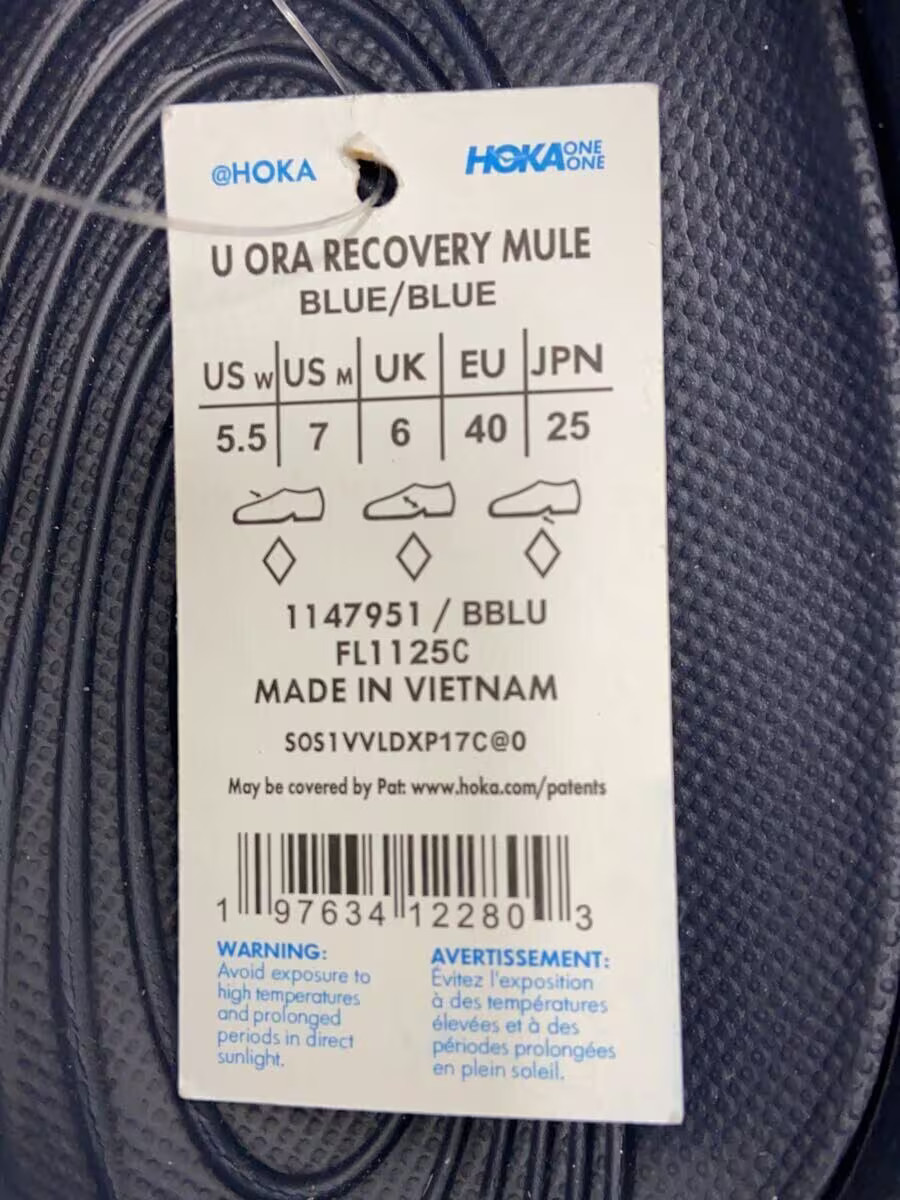 @HOKA
HOKA ONE ONE
U ORA RECOVERY MULE
BLUE/BLUE
US W US M UK EU JPN
5.5 7 6 40 25
1147951 / BBLU
FL1125C
MADE IN VIETNAM
SOS1VVLDXP17C@0
May be covered by Pat: www.hoka.com/patents
1 97634 12280 3
WARNING:
Avoid exposure to
high temperatures
and prolonged
periods in direct
sunlight.
AVERTISSEMENT:
Évitez l'exposition
à des températures
élevées et à des
périodes prolongées
en plein soleil.